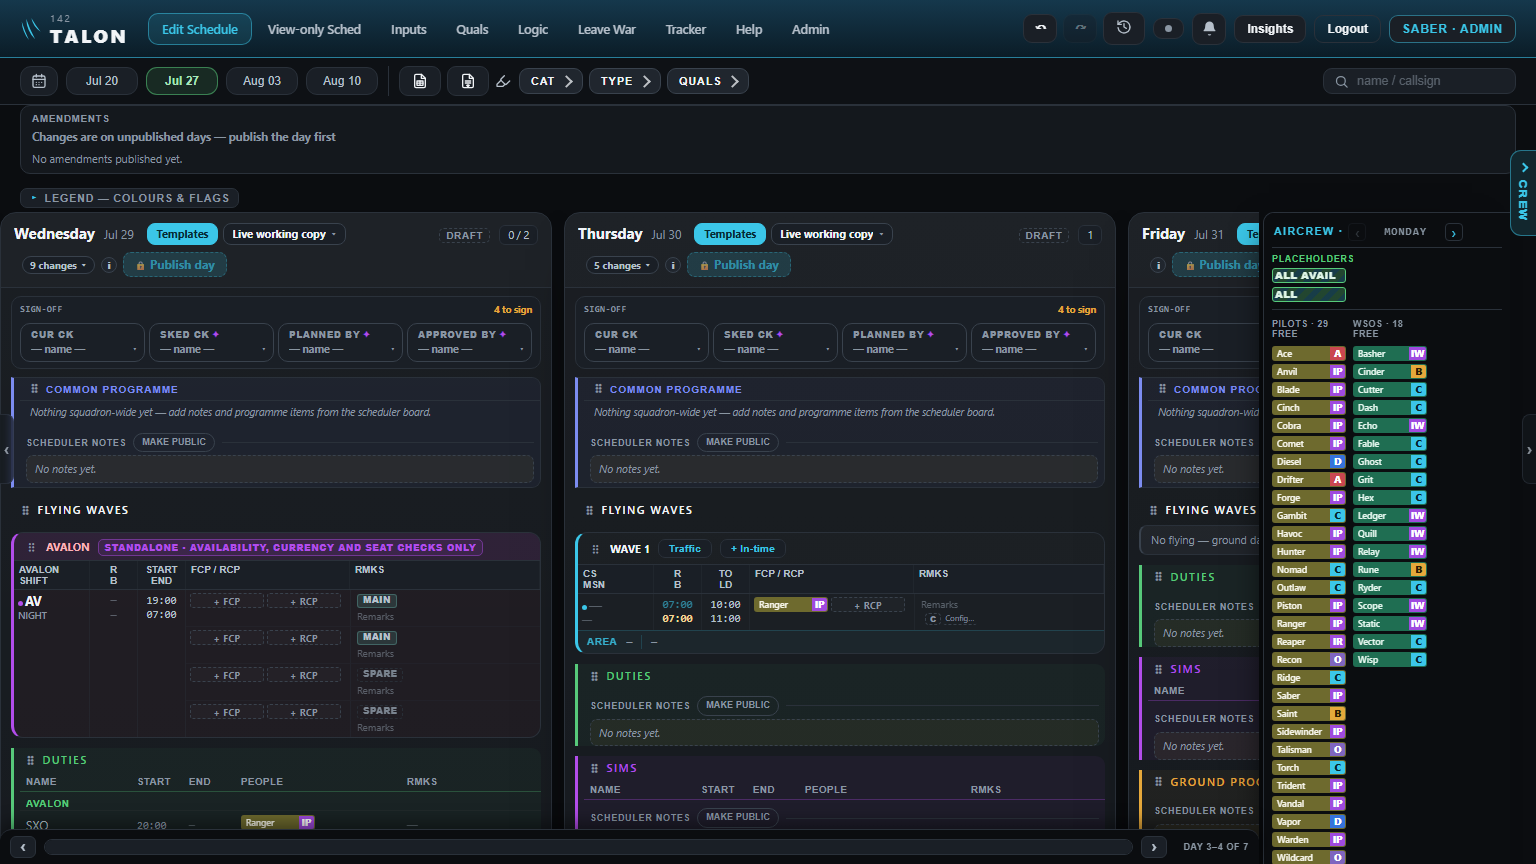 142
TALON
Edit Schedule
View-only Sched
Inputs
Quals
Logic
Leave War
Tracker
Help
Admin
Insights
Logout
SABER · ADMIN
Jul 20
Jul 27
Aug 03
Aug 10
CAT
TYPE
QUALS
name / callsign
AMENDMENTS
Changes are on unpublished days — publish the day first
No amendments published yet.
LEGEND — COLOURS & FLAGS
CREW
Wednesday Jul 29 Templates Live working copy DRAFT 0 / 2
9 changes i Publish day
SIGN-OFF 4 to sign
CUR CK SKED CK PLANNED BY APPROVED BY
— name — — name — — name — — name —
COMMON PROGRAMME
Nothing squadron-wide yet — add notes and programme items from the scheduler board.
SCHEDULER NOTES MAKE PUBLIC
No notes yet.
FLYING WAVES
AVALON STANDALONE · AVAILABILITY, CURRENCY AND SEAT CHECKS ONLY
AVALON R START FCP / RCP RMKS
SHIFT B END
AV — 19:00 + FCP + RCP MAIN
NIGHT — 07:00 Remarks
+ FCP + RCP MAIN
Remarks
+ FCP + RCP SPARE
Remarks
+ FCP + RCP SPARE
Remarks
DUTIES
NAME START END PEOPLE RMKS
AVALON
SXO 20:00 — Ranger IP —
Thursday Jul 30 Templates Live working copy DRAFT 1
5 changes i Publish day
SIGN-OFF 4 to sign
CUR CK SKED CK PLANNED BY APPROVED BY
— name — — name — — name — — name —
COMMON PROGRAMME
Nothing squadron-wide yet — add notes and programme items from the scheduler board.
SCHEDULER NOTES MAKE PUBLIC
No notes yet.
FLYING WAVES
WAVE 1 Traffic + In-time
CS R TO FCP / RCP RMKS
MSN B LD
— 07:00 10:00 Ranger IP + RCP Remarks
— 07:00 11:00 C Config...
AREA — —
DUTIES
SCHEDULER NOTES MAKE PUBLIC
No notes yet.
SIMS
NAME START END PEOPLE RMKS
SCHEDULER NOTES MAKE PUBLIC
Friday Jul 31 Te
i Publish da
SIGN-OFF
CUR CK
— name —
COMMON PROG
Nothing squadron-wi
SCHEDULER NOTES
No notes yet.
FLYING WAVES
No flying — ground da
DUTIES
SCHEDULER NOTES
No notes yet.
SIMS
NAME
SCHEDULER NOTES
No notes yet.
GROUND PROG
SCHEDULER NOTES
AIRCREW · MONDAY
PLACEHOLDERS
ALL AVAIL
ALL
PILOTS · 29 FREE
Ace A
Anvil IP
Blade IP
Cinch IP
Cobra IP
Comet IP
Diesel D
Drifter A
Forge IP
Gambit C
Havoc IP
Hunter IP
Nomad C
Outlaw C
Piston IP
Ranger IP
Reaper IR
Recon O
Ridge C
Saber IP
Saint B
Sidewinder IP
Talisman O
Torch C
Trident IP
Vandal IP
Vapor D
Warden IP
Wildcard O
WSOS · 18 FREE
Basher IW
Cinder B
Cutter C
Dash C
Echo IW
Fable C
Ghost C
Grit C
Hex C
Ledger IW
Quill IW
Relay IW
Rune B
Ryder C
Scope IW
Static IW
Vector C
Wisp C
DAY 3–4 OF 7